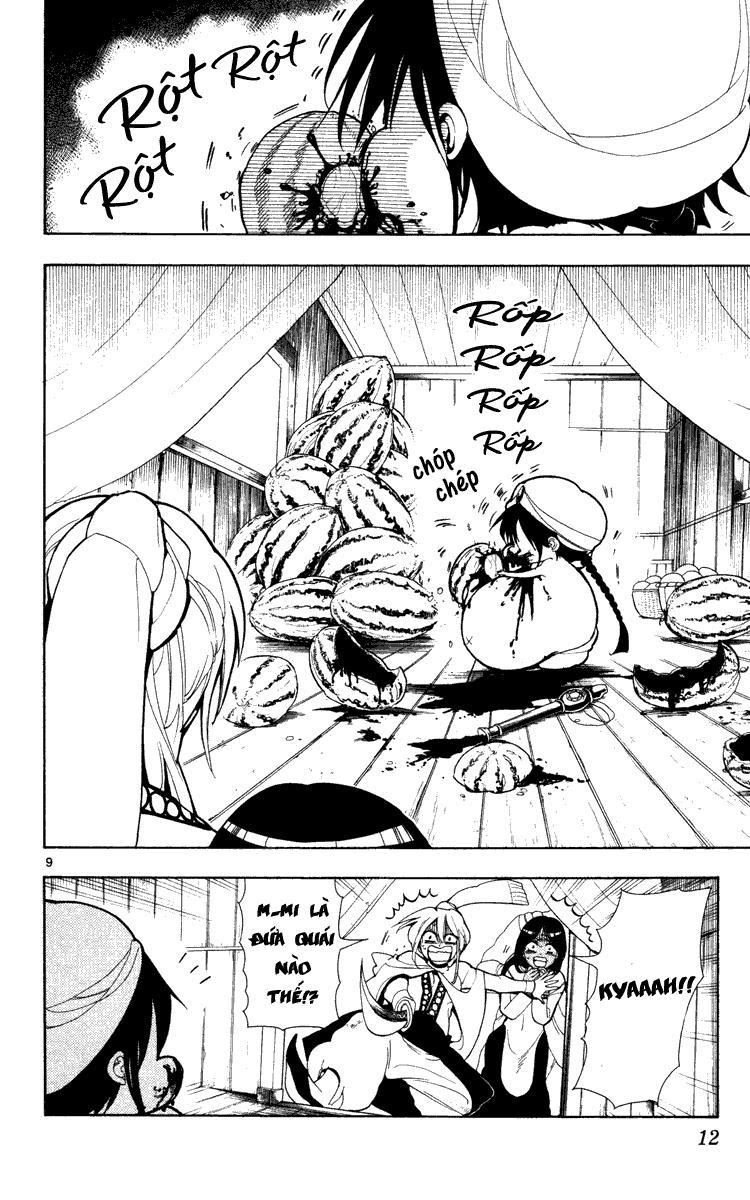 Rột Rột
Rột
Rốp
Rốp
Rốp
Rốp
chóp
chép
9
KYAAAH!!
M-MI LÀ
ĐỨA QUÁI
NÀO
THẾ!?
12